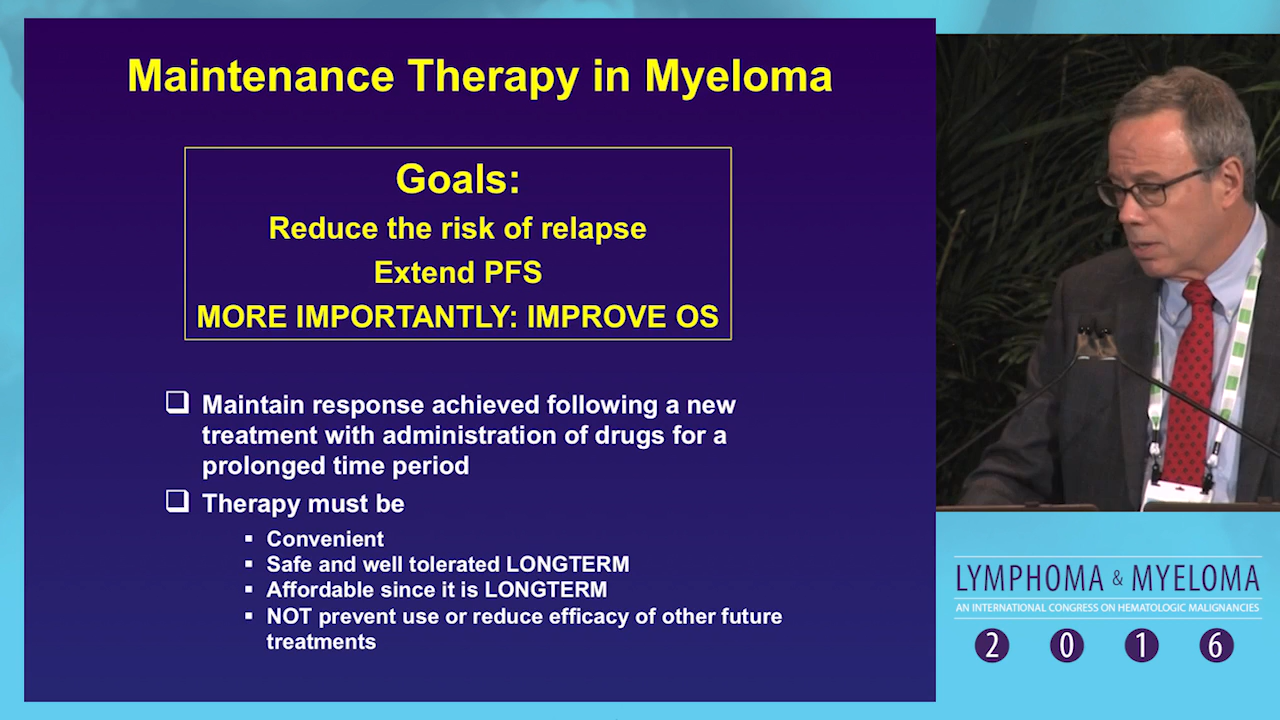 Maintenance Therapy in Myeloma
Goals:
Reduce the risk of relapse
Extend PFS
MORE IMPORTANTLY: IMPROVE OS
Maintain response achieved following a new
treatment with administration of drugs for a
prolonged time period
Therapy must be
Convenient
Safe and well tolerated LONGTERM
Affordable since it is LONGTERM
NOT prevent use or reduce efficacy of other future
treatments
LYMPHOMA & MYELOMA
AN INTERNATIONAL CONGRESS ON HEMATOLOGIC MALIGNANCIES
2 0 1 6